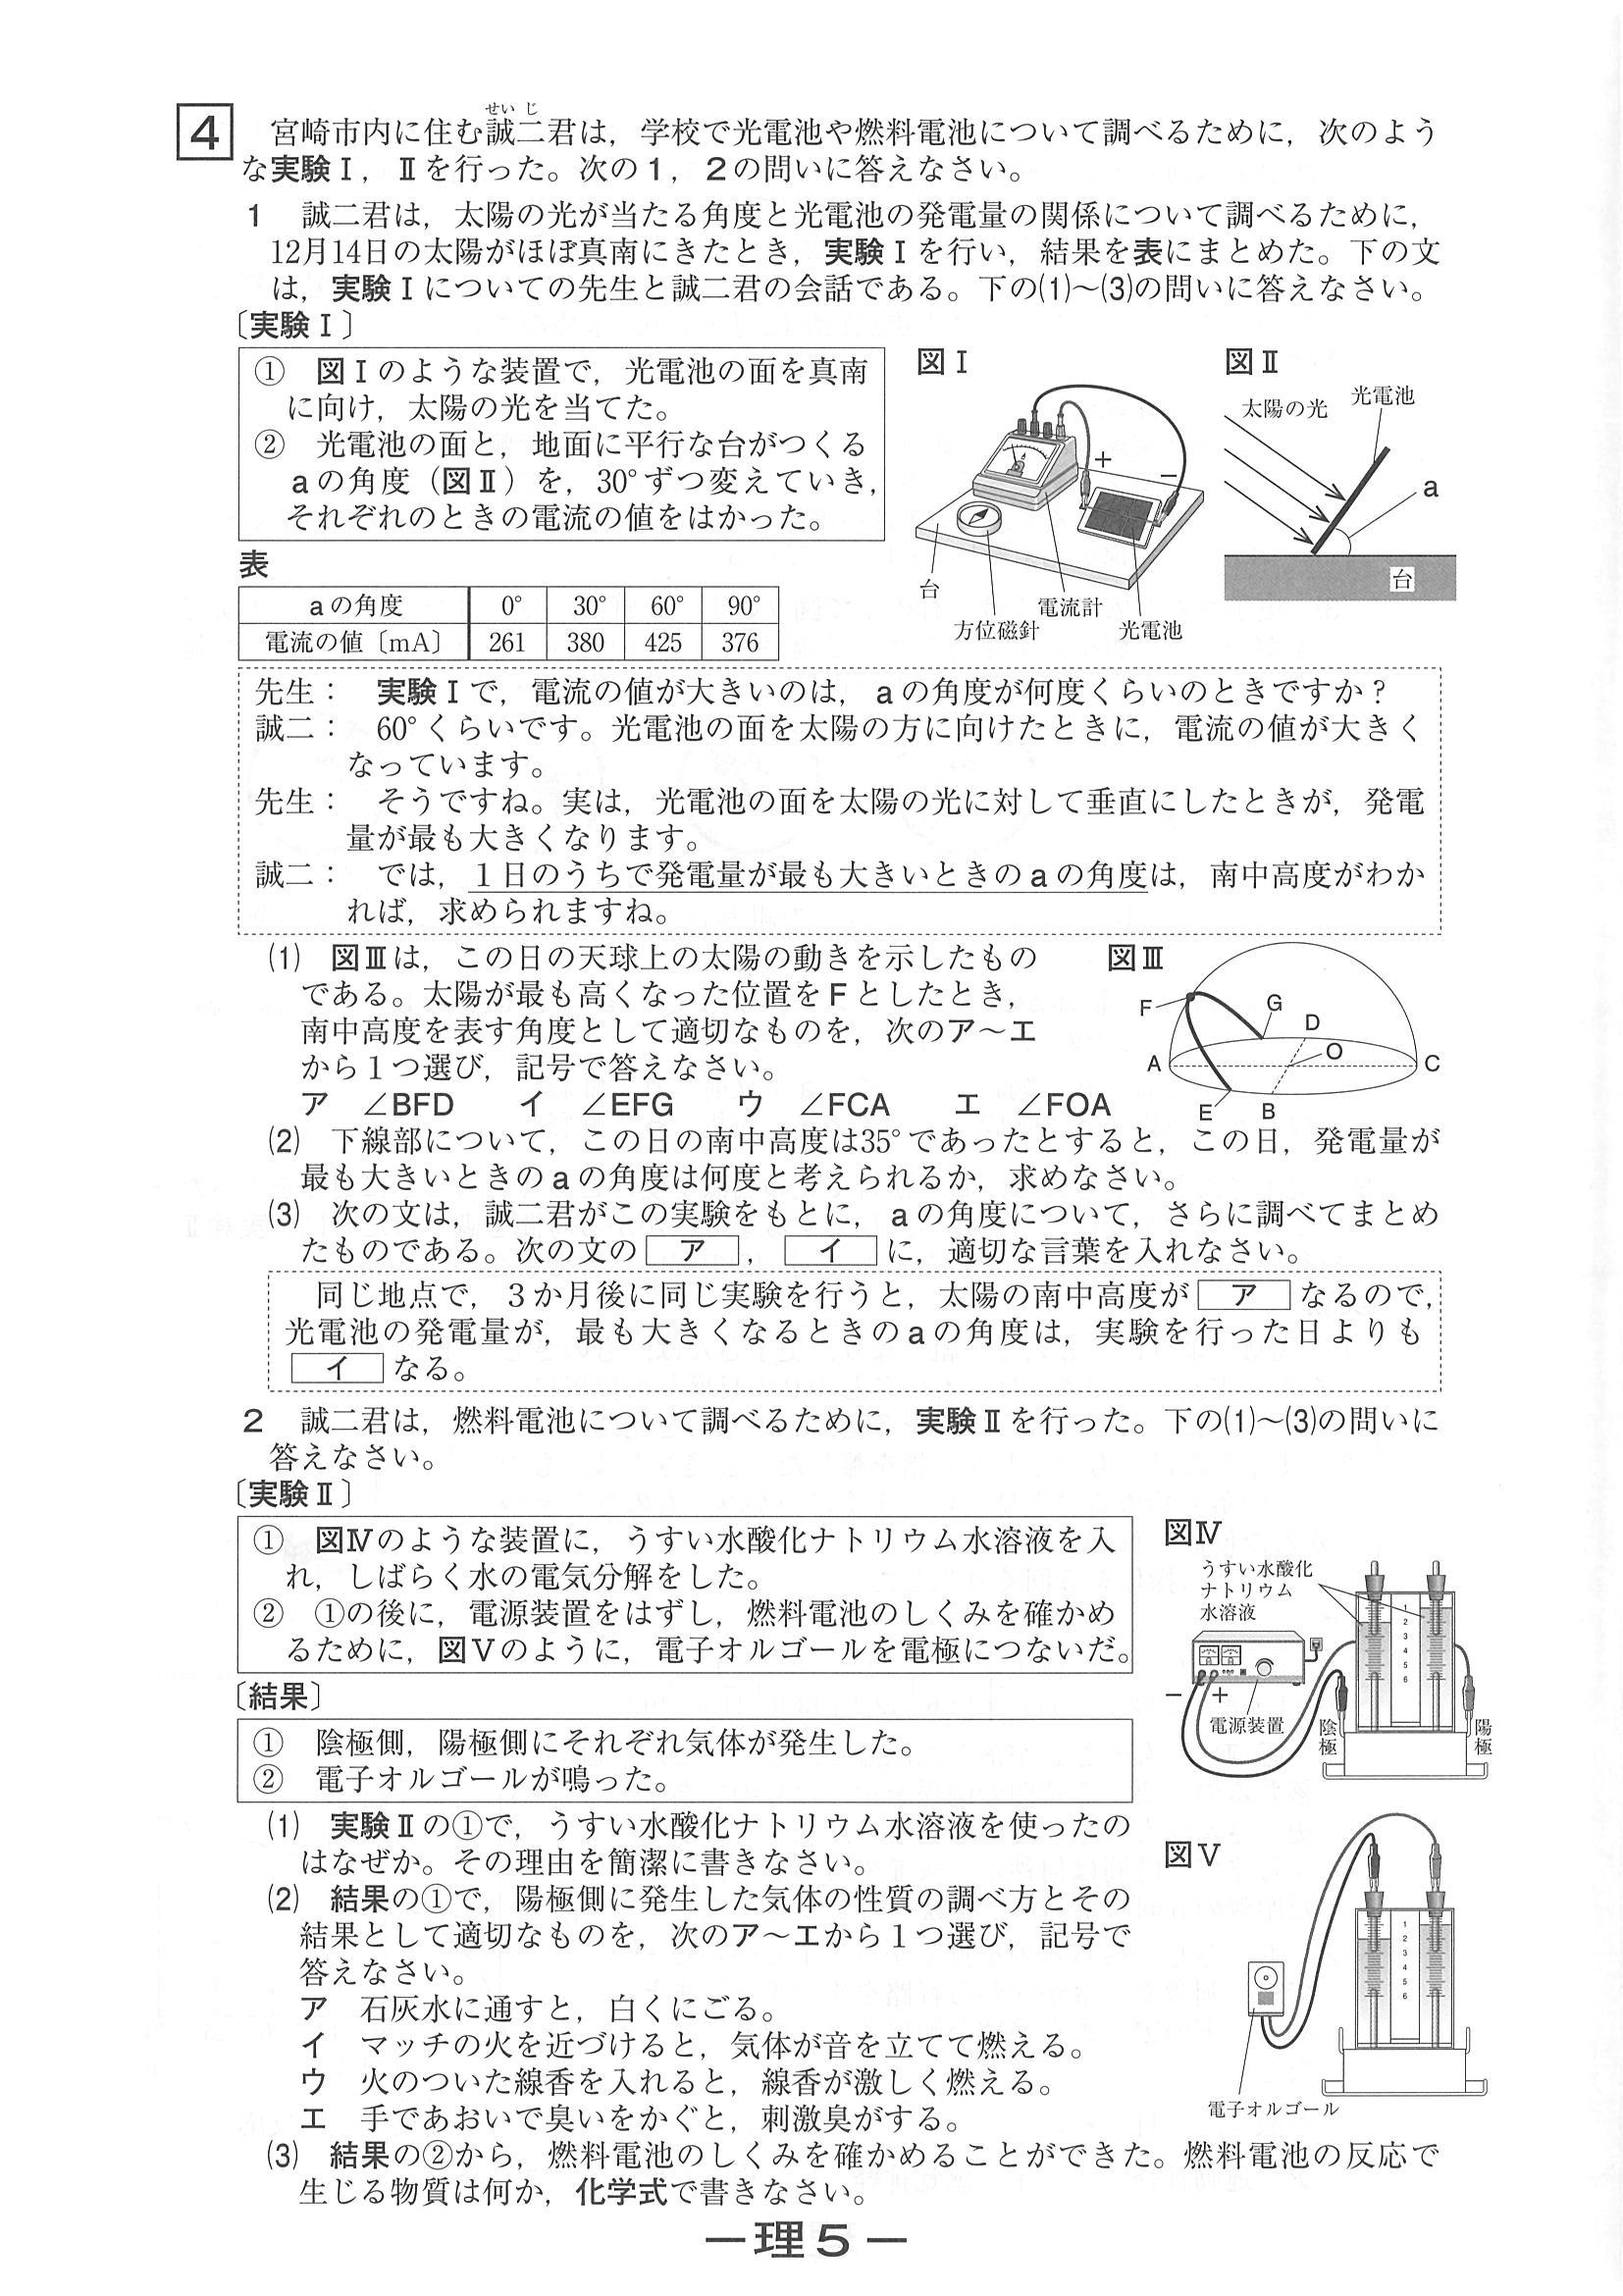 4 宮崎市内に住む誠二君は，学校で光電池や燃料電池について調べるために，次のよう
せい じ
な実験Ⅰ，Ⅱを行った。次の1，2の問いに答えなさい。
1 誠二君は，太陽の光が当たる角度と光電池の発電量の関係について調べるために，
12月14日の太陽がほぼ真南にきたとき，実験Ⅰを行い，結果を表にまとめた。下の文
は，実験Ⅰについての先生と誠二君の会話である。下の(1)～(3)の問いに答えなさい。
〔実験Ⅰ〕
① 図Ⅰのような装置で，光電池の面を真南
に向け，太陽の光を当てた。
② 光電池の面と，地面に平行な台がつくる
aの角度（図Ⅱ）を，30°ずつ変えていき，
それぞれのときの電流の値をはかった。
図Ⅰ
＋
－
台
方位磁針
電流計
光電池
図Ⅱ
太陽の光
光電池
a
台
表
aの角度 0° 30° 60° 90°
電流の値〔mA〕 261 380 425 376
先生： 実験Ⅰで，電流の値が大きいのは，aの角度が何度くらいのときですか？
誠二： 60°くらいです。光電池の面を太陽の方に向けたときに，電流の値が大きく
なっています。
先生： そうですね。実は，光電池の面を太陽の光に対して垂直にしたときが，発電
量が最も大きくなります。
誠二： では，1日のうちで発電量が最も大きいときのaの角度は，南中高度がわか
れば，求められますね。
(1) 図Ⅲは，この日の天球上の太陽の動きを示したもの
である。太陽が最も高くなった位置をFとしたとき，
南中高度を表す角度として適切なものを，次のア～エ
から1つ選び，記号で答えなさい。
ア ∠BFD イ ∠EFG ウ ∠FCA エ ∠FOA
図Ⅲ
F
G
D
O
A
C
E
B
(2) 下線部について，この日の南中高度は35°であったとすると，この日，発電量が
最も大きいときのaの角度は何度と考えられるか，求めなさい。
(3) 次の文は，誠二君がこの実験をもとに，aの角度について，さらに調べてまとめ
たものである。次の文の ア ， イ に，適切な言葉を入れなさい。
同じ地点で，3か月後に同じ実験を行うと，太陽の南中高度が ア なるので，
光電池の発電量が，最も大きくなるときのaの角度は，実験を行った日よりも
イ なる。
2 誠二君は，燃料電池について調べるために，実験Ⅱを行った。下の(1)～(3)の問いに
答えなさい。
〔実験Ⅱ〕
① 図Ⅳのような装置に，うすい水酸化ナトリウム水溶液を入
れ，しばらく水の電気分解をした。
② ①の後に，電源装置をはずし，燃料電池のしくみを確かめ
るために，図Ⅴのように，電子オルゴールを電極につないだ。
〔結果〕
① 陰極側，陽極側にそれぞれ気体が発生した。
② 電子オルゴールが鳴った。
図Ⅳ
うすい水酸化
ナトリウム
水溶液
1
2
3
4
5
6
－ ＋
電源装置
陰極
陽極
(1) 実験Ⅱの①で，うすい水酸化ナトリウム水溶液を使ったの
はなぜか。その理由を簡潔に書きなさい。
(2) 結果の①で，陽極側に発生した気体の性質の調べ方とその
結果として適切なものを，次のア～エから1つ選び，記号で
答えなさい。
ア 石灰水に通すと，白くにごる。
イ マッチの火を近づけると，気体が音を立てて燃える。
ウ 火のついた線香を入れると，線香が激しく燃える。
エ 手であおいで臭いをかぐと，刺激臭がする。
図Ⅴ
1
2
3
4
5
6
電子オルゴール
(3) 結果の②から，燃料電池のしくみを確かめることができた。燃料電池の反応で
生じる物質は何か，化学式で書きなさい。
―理5―